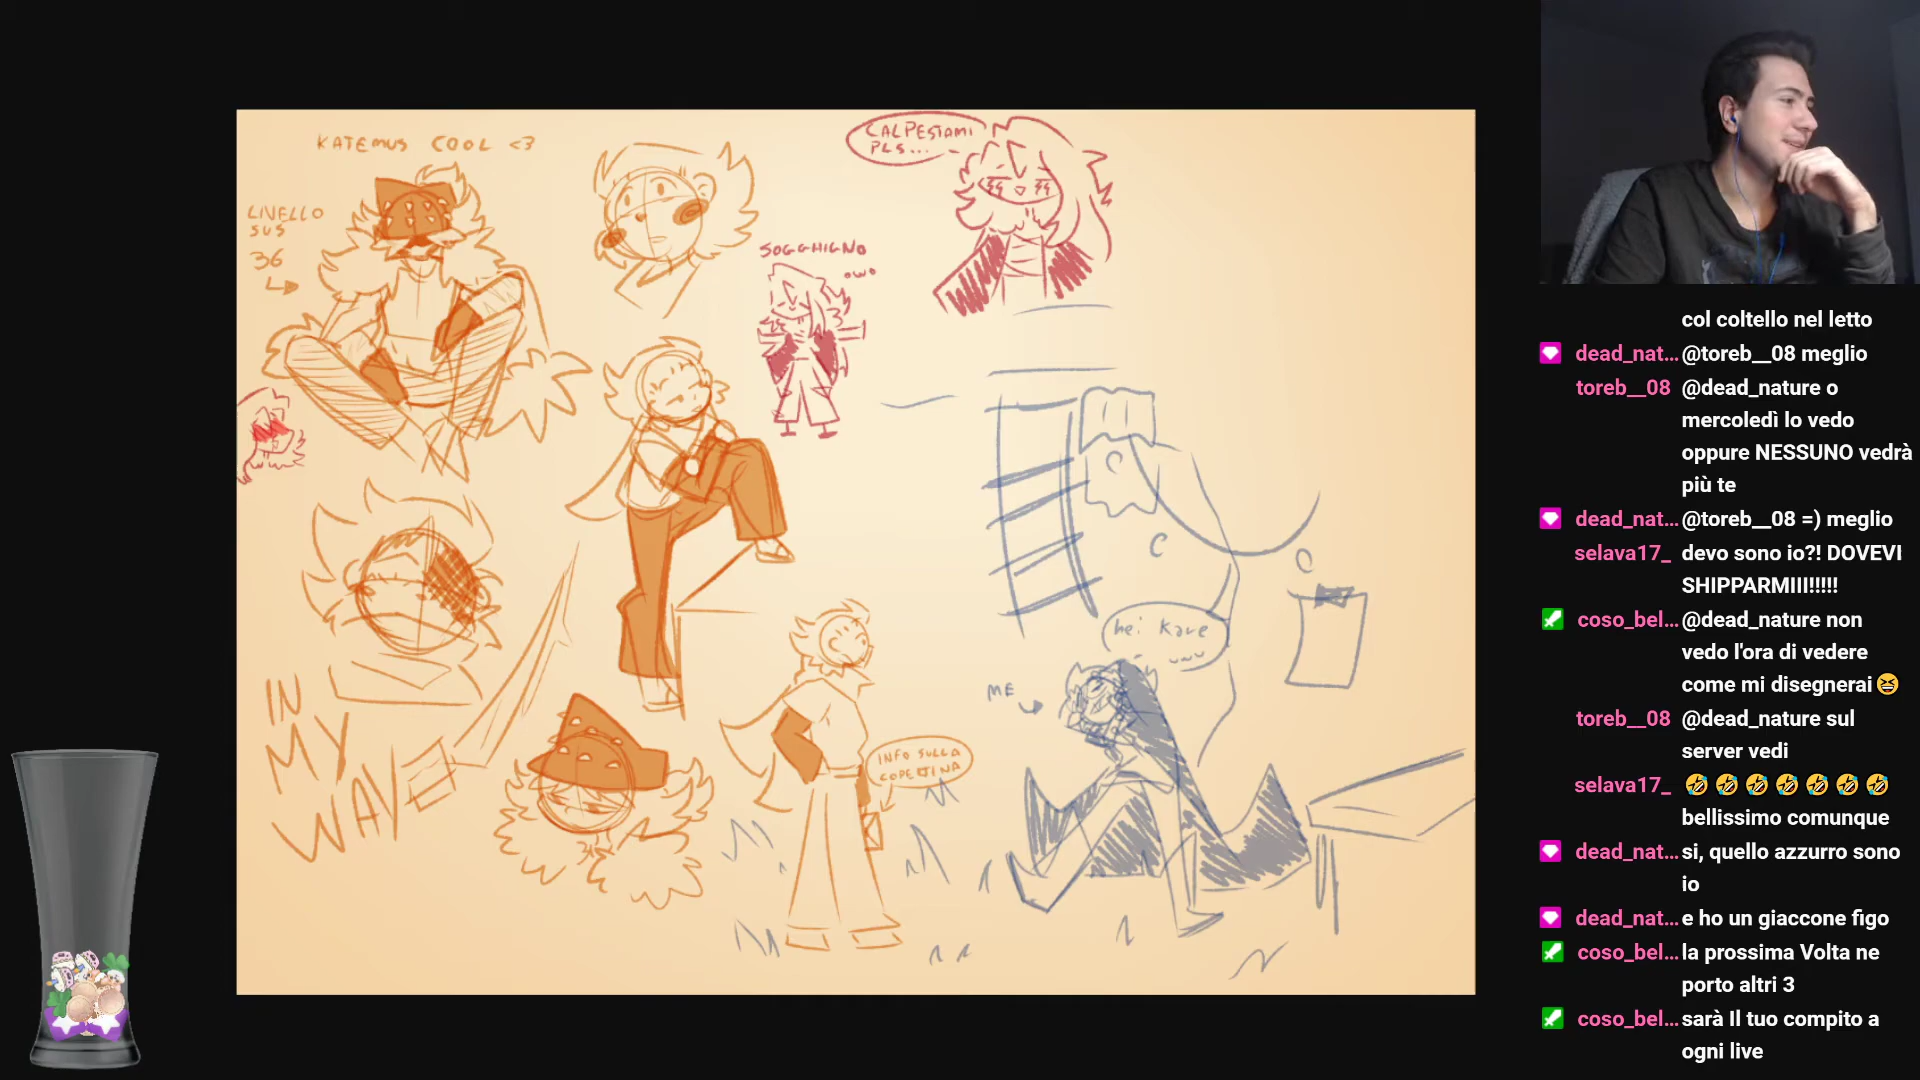 KATEMUS COOL <3
LIVELLO
SUS
36
CALPESTAMI
PLS...
SOGGHIGNO
OWO
IN
MY
WAY
INFO SULLA
COPERTINA
hei Kave
uwu
ME
col coltello nel letto
dead_nat... @toreb__08 meglio
toreb__08 @dead_nature o
mercoledì lo vedo
oppure NESSUNO vedrà
più te
dead_nat... @toreb__08 =) meglio
selava17_ devo sono io?! DOVEVI
SHIPPARMIII!!!!!
coso_bel... @dead_nature non
vedo l'ora di vedere
come mi disegnerai😆
toreb__08 @dead_nature sul
server vedi
selava17_ 🤣🤣🤣🤣🤣🤣🤣
bellissimo comunque
dead_nat... si, quello azzurro sono
io
dead_nat... e ho un giaccone figo
coso_bel... la prossima Volta ne
porto altri 3
coso_bel... sarà Il tuo compito a
ogni live